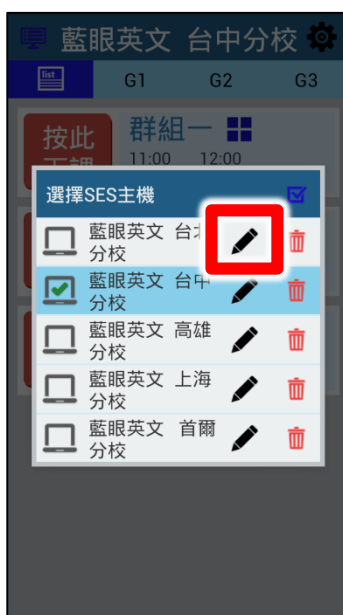 藍眼英文 台中分校
list G1 G2 G3
按此 群組一
下課 11:00 12:00
選擇SES主機
藍眼英文 台北
分校
藍眼英文 台中
分校
藍眼英文 高雄
分校
藍眼英文 上海
分校
藍眼英文 首爾
分校